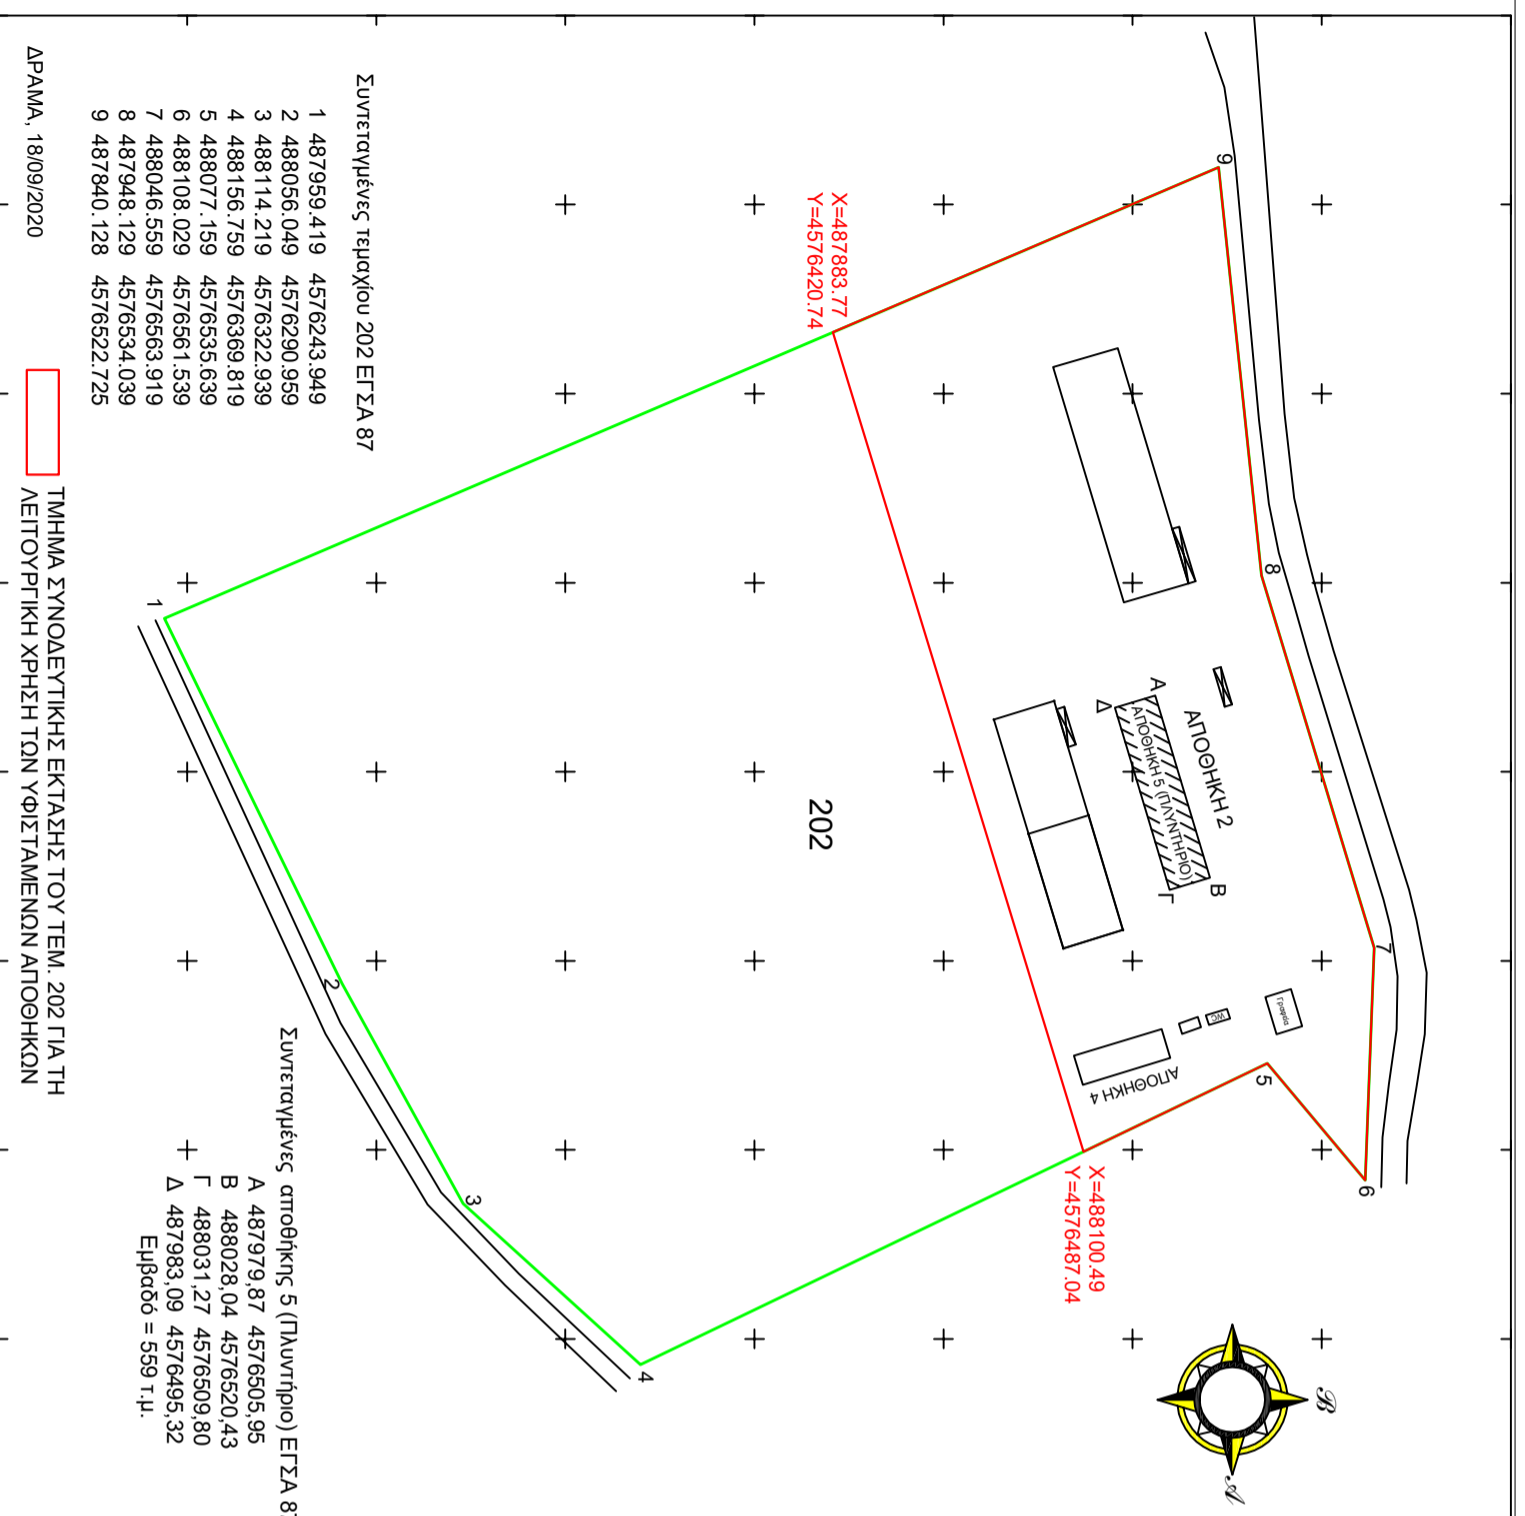 Β
Α
9
8
7
6
5
4
3
2
1
Χ=487883.77
Υ=4576420.74
Χ=488100.49
Υ=4576487.04
ΑΠΟΘΗΚΗ 2
Α
Β
Γ
Δ
ΑΠΟΘΗΚΗ 5 (ΠΛΥΝΤΗΡΙΟ)
Γραφεία
WC
ΑΠΟΘΗΚΗ 4
202
Συντεταγμένες τεμαχίου 202 ΕΓΣΑ 87
1 487959.419 4576243.949
2 488056.049 4576290.959
3 488114.219 4576322.939
4 488156.759 4576369.819
5 488077.159 4576535.639
6 488108.029 4576561.539
7 488046.559 4576563.919
8 487948.129 4576534.039
9 487840.128 4576522.725
Συντεταγμένες αποθήκης 5 (Πλυντήριο) ΕΓΣΑ 87
Α 487979,87 4576505,95
Β 488028,04 4576520,43
Γ 488031,27 4576509,80
Δ 487983,09 4576495,32
Εμβαδό = 559 τ.μ.
ΤΜΗΜΑ ΣΥΝΟΔΕΥΤΙΚΗΣ ΕΚΤΑΣΗΣ ΤΟΥ ΤΕΜ. 202 ΓΙΑ ΤΗ
ΛΕΙΤΟΥΡΓΙΚΗ ΧΡΗΣΗ ΤΩΝ ΥΦΙΣΤΑΜΕΝΩΝ ΑΠΟΘΗΚΩΝ
ΔΡΑΜΑ, 18/09/2020